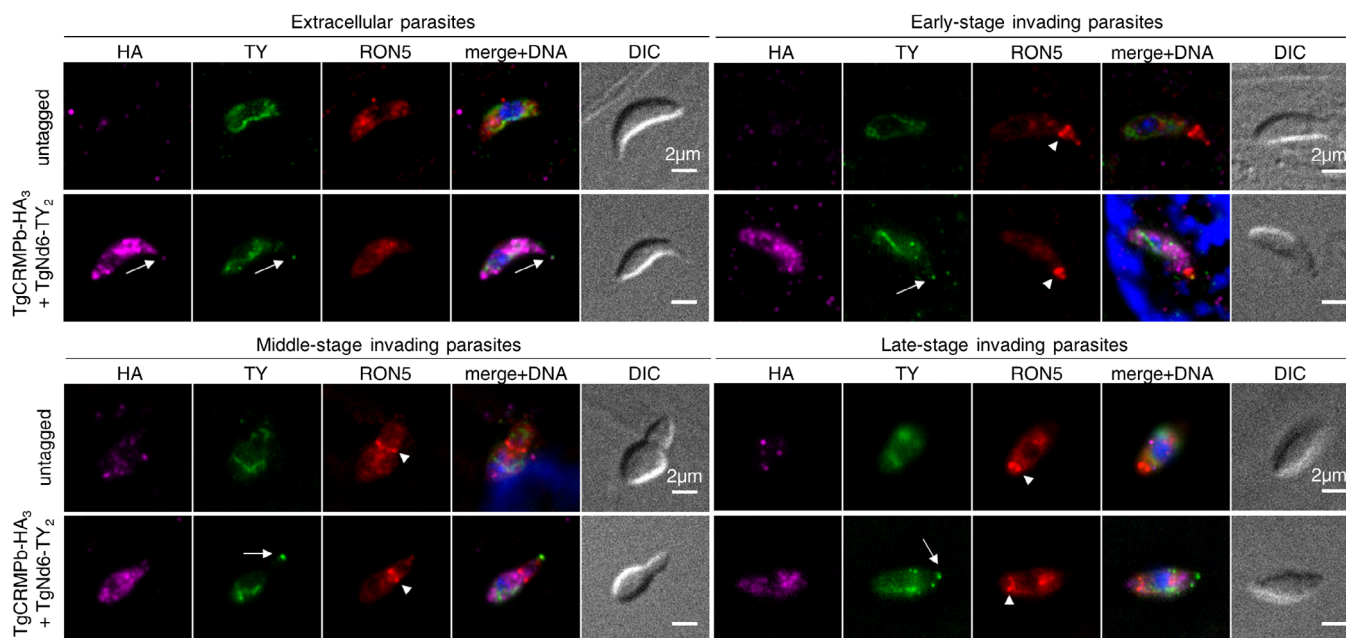 Extracellular parasites
HA TY RON5 merge+DNA DIC
untagged
2µm
TgCRMPb-HA3
+ TgNd6-TY2
Early-stage invading parasites
HA TY RON5 merge+DNA DIC
2µm
Middle-stage invading parasites
HA TY RON5 merge+DNA DIC
untagged
2µm
TgCRMPb-HA3
+ TgNd6-TY2
Late-stage invading parasites
HA TY RON5 merge+DNA DIC
2µm